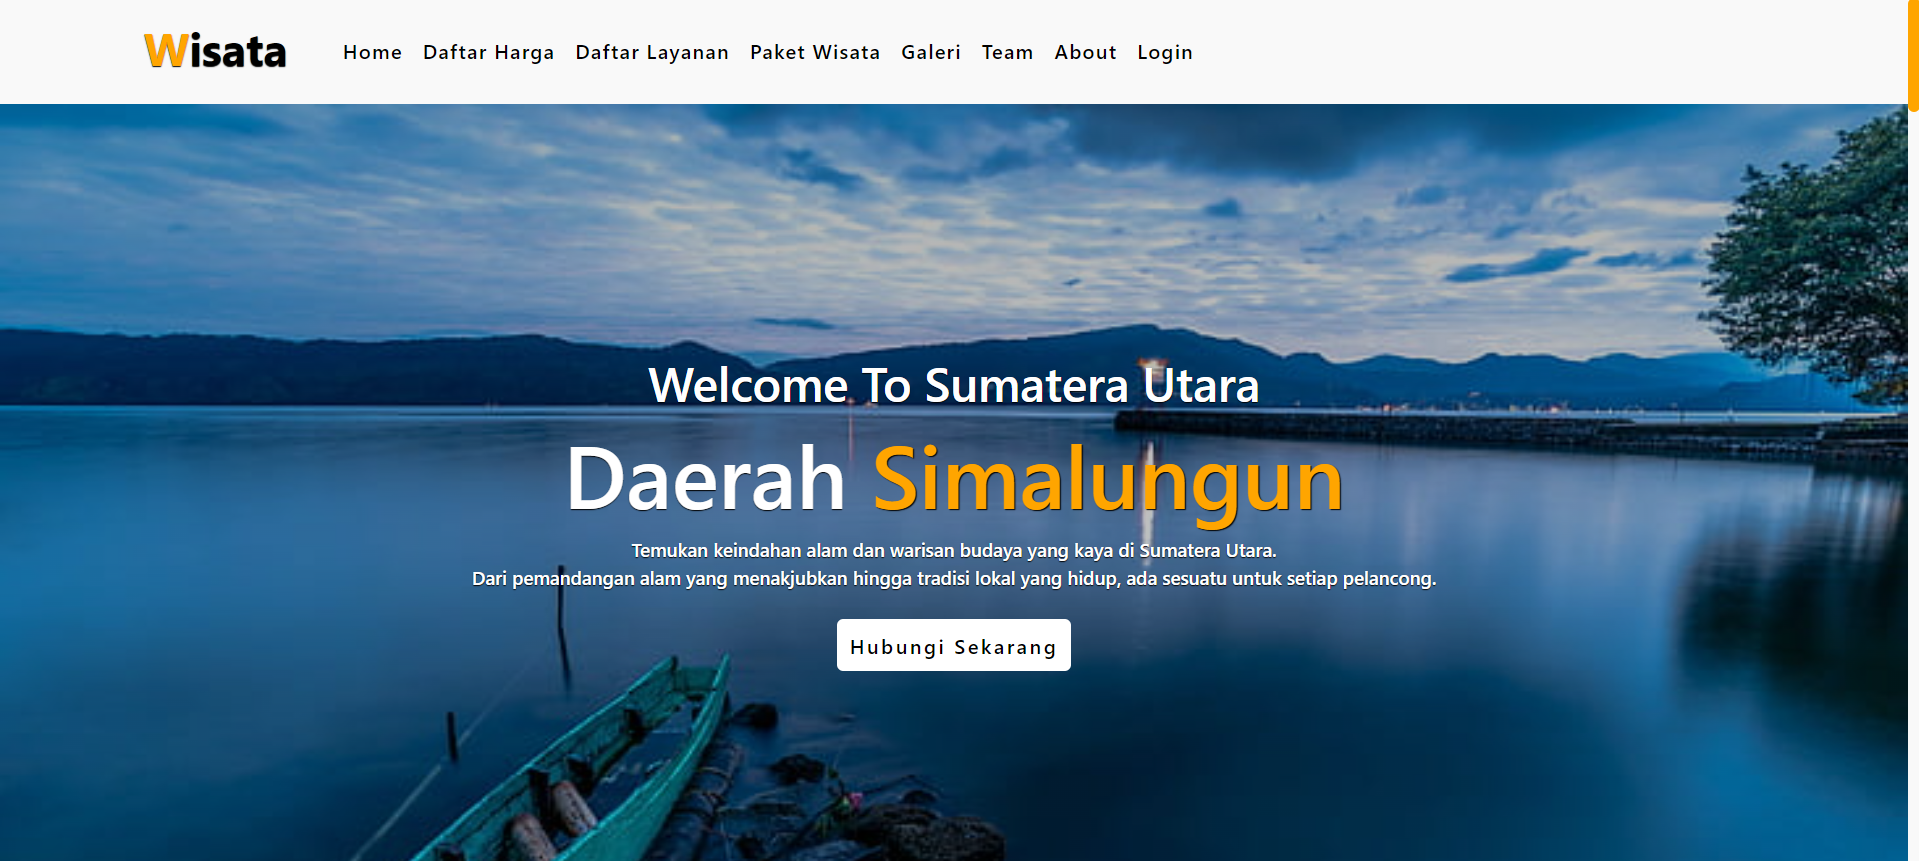 Wisata
Home Daftar Harga Daftar Layanan Paket Wisata Galeri Team About Login
Welcome To Sumatera Utara
Daerah Simalungun
Temukan keindahan alam dan warisan budaya yang kaya di Sumatera Utara.
Dari pemandangan alam yang menakjubkan hingga tradisi lokal yang hidup, ada sesuatu untuk setiap pelancong.
Hubungi Sekarang